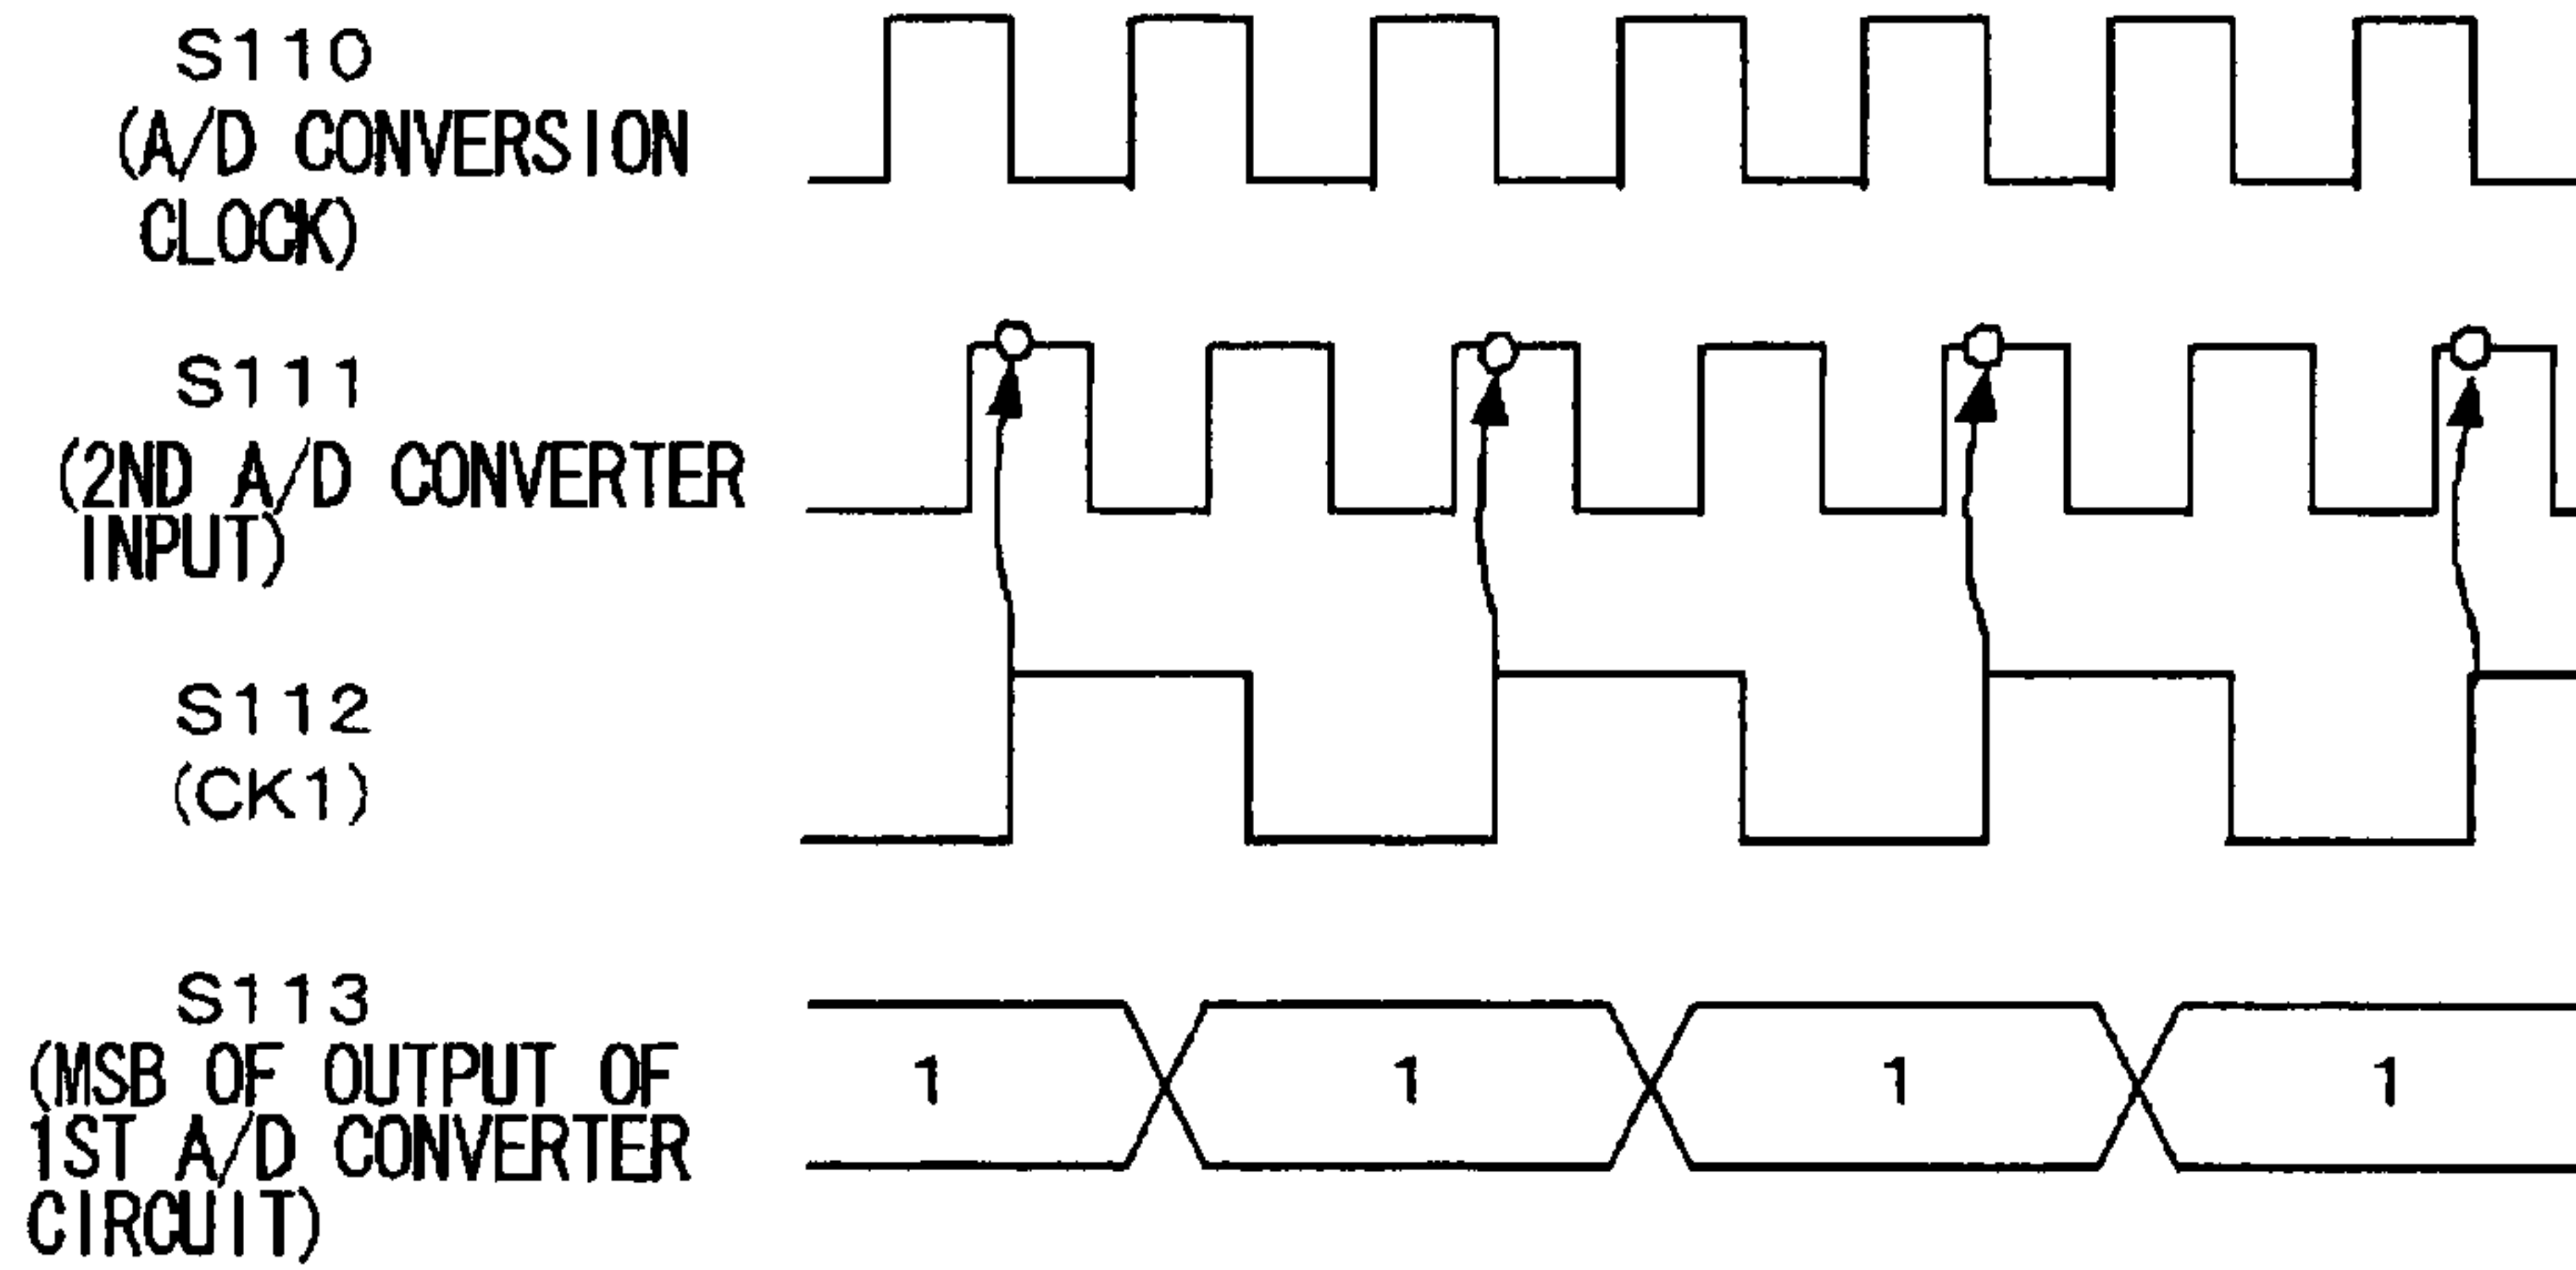 S110
(A/D CONVERSION
CLOCK)
S111
(2ND A/D CONVERTER
INPUT)
S112
(CK1)
S113
(MSB OF OUTPUT OF
1ST A/D CONVERTER
CIRCUIT)
1 1 1 1